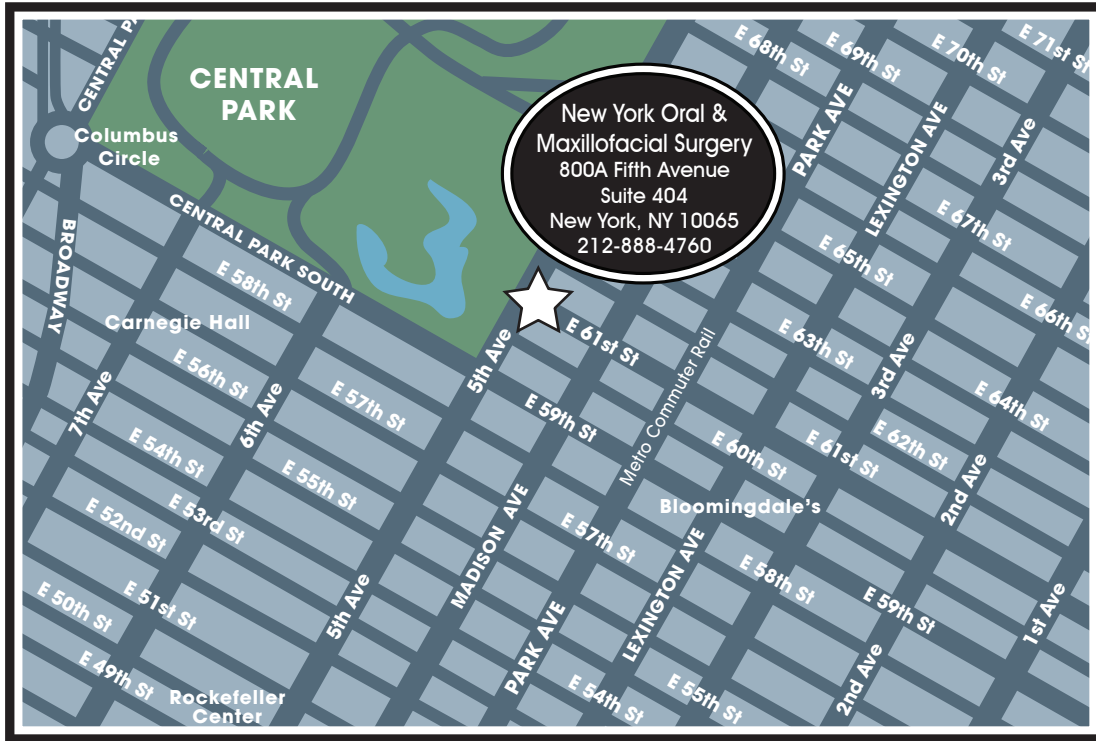 CENTRAL PA
CENTRAL
PARK
Columbus
Circle
New York Oral &
Maxillofacial Surgery
800A Fifth Avenue
Suite 404
New York, NY 10065
212-888-4760
E 68th St
E 69th St
E 70th St
E 71st St
PARK AVE
LEXINGTON AVE
3rd Ave
BROADWAY
CENTRAL PARK SOUTH
E 58th St
Carnegie Hall
E 67th St
E 65th St
E 66th St
E 61st St
E 63rd St
5th Ave
Metro Commuter Rail
3rd Ave
E 56th St
E 57th St
7th Ave
6th Ave
E 59th St
E 64th St
E 54th St
E 55th St
E 60th St
E 61st St
E 62nd St
2nd Ave
E 52nd St
E 53rd St
MADISON AVE
E 57th St
Bloomingdale's
LEXINGTON AVE
E 58th St
E 59th St
1st Ave
E 50th St
E 51st St
5th Ave
PARK AVE
E 49th St
Rockefeller
Center
E 54th St
E 55th St
2nd Ave